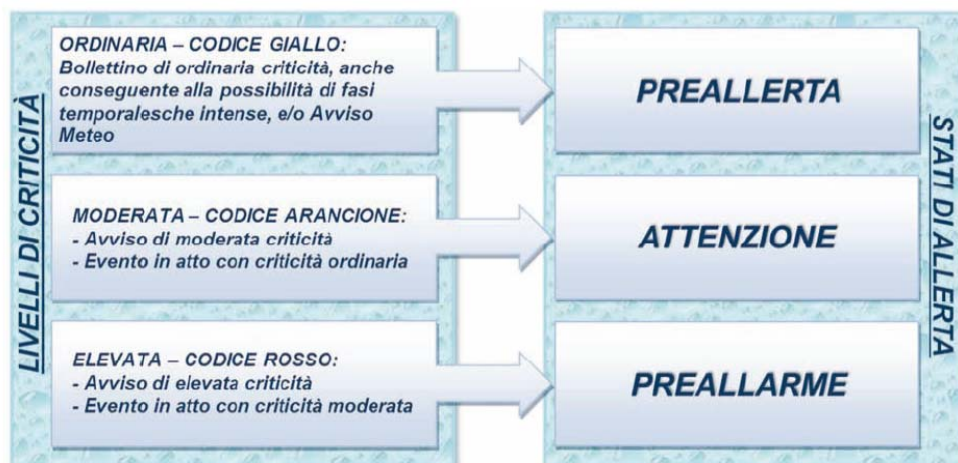 LIVELLI DI CRITICITÀ
ORDINARIA – CODICE GIALLO:
Bollettino di ordinaria criticità, anche
conseguente alla possibilità di fasi
temporalesche intense, e/o Avviso
Meteo
PREALLERTA
MODERATA – CODICE ARANCIONE:
- Avviso di moderata criticità
- Evento in atto con criticità ordinaria
ATTENZIONE
ELEVATA – CODICE ROSSO:
- Avviso di elevata criticità
- Evento in atto con criticità moderata
PREALLARME
STATI DI ALLERTA